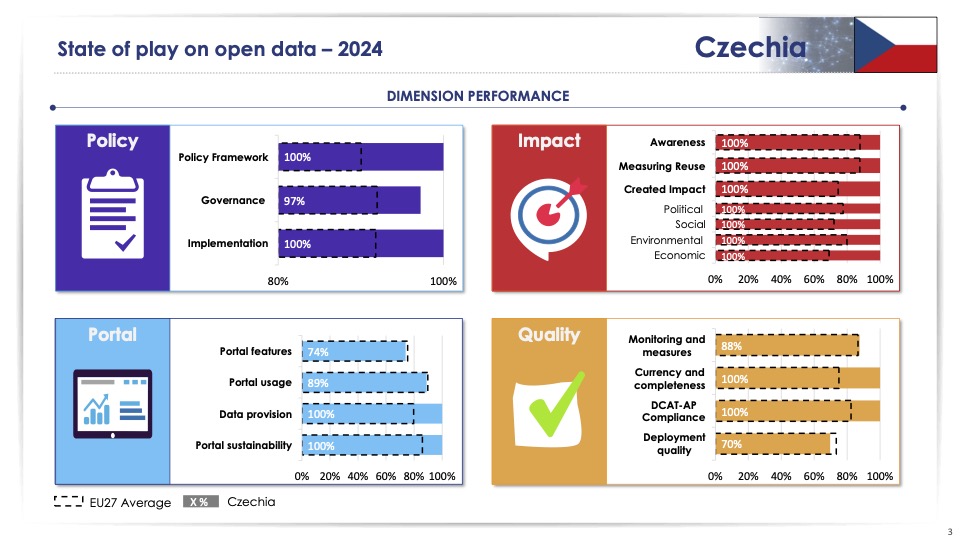 State of play on open data – 2024
Czechia
DIMENSION PERFORMANCE
Policy
Policy Framework
100%
Governance
97%
Implementation
100%
80%
100%
Impact
Awareness
100%
Measuring Reuse
100%
Created Impact
100%
Political
100%
Social
100%
Environmental
100%
Economic
100%
0% 20% 40% 60% 80% 100%
Portal
Portal features
74%
Portal usage
89%
Data provision
100%
Portal sustainability
100%
0% 20% 40% 60% 80% 100%
Quality
Monitoring and
measures
88%
Currency and
completeness
100%
DCAT-AP
Compliance
100%
Deployment
quality
70%
0% 20% 40% 60% 80% 100%
EU27 Average
X %
Czechia
3